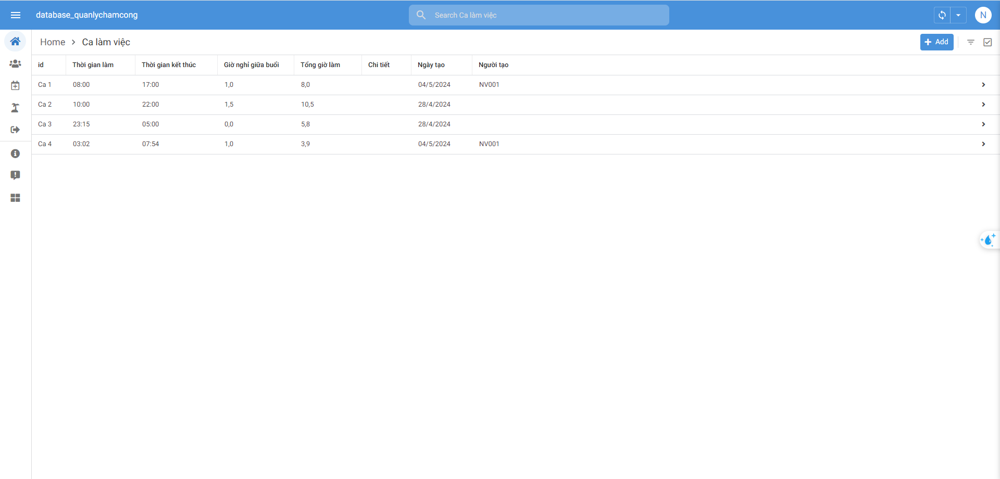 database_quanlychamcong
Search Ca làm việc
N
Home > Ca làm việc
Add
id Thời gian làm Thời gian kết thúc Giờ nghỉ giữa buổi Tổng giờ làm Chi tiết Ngày tạo Người tạo
Ca 1 08:00 17:00 1,0 8,0 04/5/2024 NV001
Ca 2 10:00 22:00 1,5 10,5 28/4/2024
Ca 3 23:15 05:00 0,0 5,8 28/4/2024
Ca 4 03:02 07:54 1,0 3,9 04/5/2024 NV001